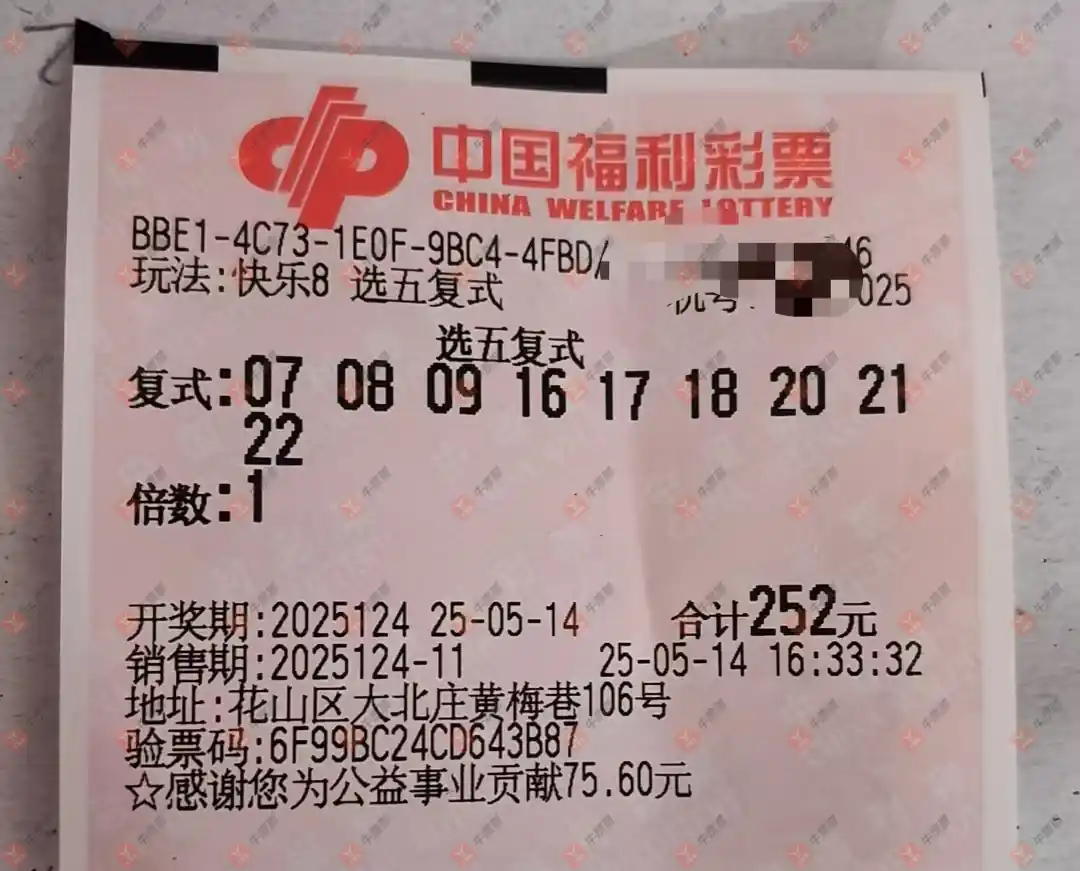 中国福利彩票
CHINA WELFARE LOTTERY
BBE1-4C73-1E0F-9BC4-4FBD/ 46
玩法:快乐8 选五复式 机号: 025
选五复式
复式:07 08 09 16 17 18 20 21
22
倍数:1
开奖期:2025124 25-05-14 合计252元
销售期:2025124-11 25-05-14 16:33:32
地址:花山区大北庄黄梅巷106号
验票码:6F99BC24CD643B87
☆感谢您为公益事业贡献75.60元